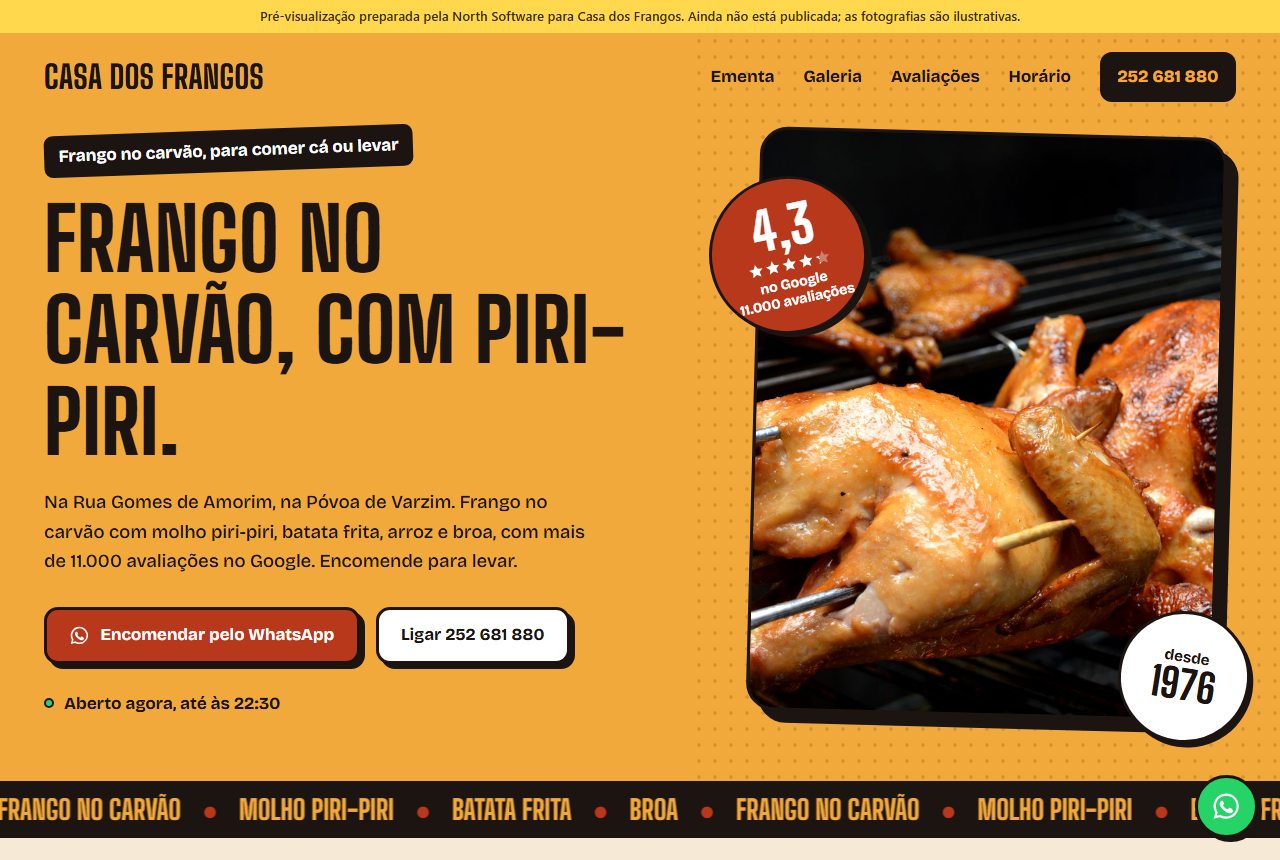 Pré-visualização preparada pela North Software para Casa dos Frangos. Ainda não está publicada; as fotografias são ilustrativas.
CASA DOS FRANGOS
Ementa Galeria Avaliações Horário 252 681 880
Frango no carvão, para comer cá ou levar
FRANGO NO
CARVÃO, COM PIRI-
PIRI.
4,3
no Google
11.000 avaliações
Na Rua Gomes de Amorim, na Póvoa de Varzim. Frango no
carvão com molho piri-piri, batata frita, arroz e broa, com mais
de 11.000 avaliações no Google. Encomende para levar.
Encomendar pelo WhatsApp
Ligar 252 681 880
desde
1976
Aberto agora, até às 22:30
FRANGO NO CARVÃO MOLHO PIRI-PIRI BATATA FRITA BROA FRANGO NO CARVÃO MOLHO PIRI-PIRI